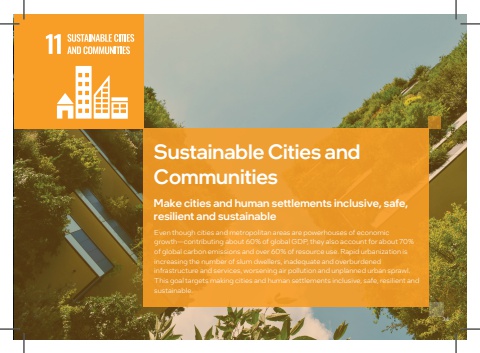 11 SUSTAINABLE CITIES
AND COMMUNITIES
Sustainable Cities and
Communities
Make cities and human settlements inclusive, safe,
resilient and sustainable
Even though cities and metropolitan areas are powerhouses of economic
growth—contributing about 60% of global GDP, they also account for about 70%
of global carbon emissions and over 60% of resource use. Rapid urbanization is
increasing the number of slum dwellers, inadequate and overburdened
infrastructure and services, worsening air pollution and unplanned urban sprawl.
This goal targets making cities and human settlements inclusive, safe, resilient and
sustainable.